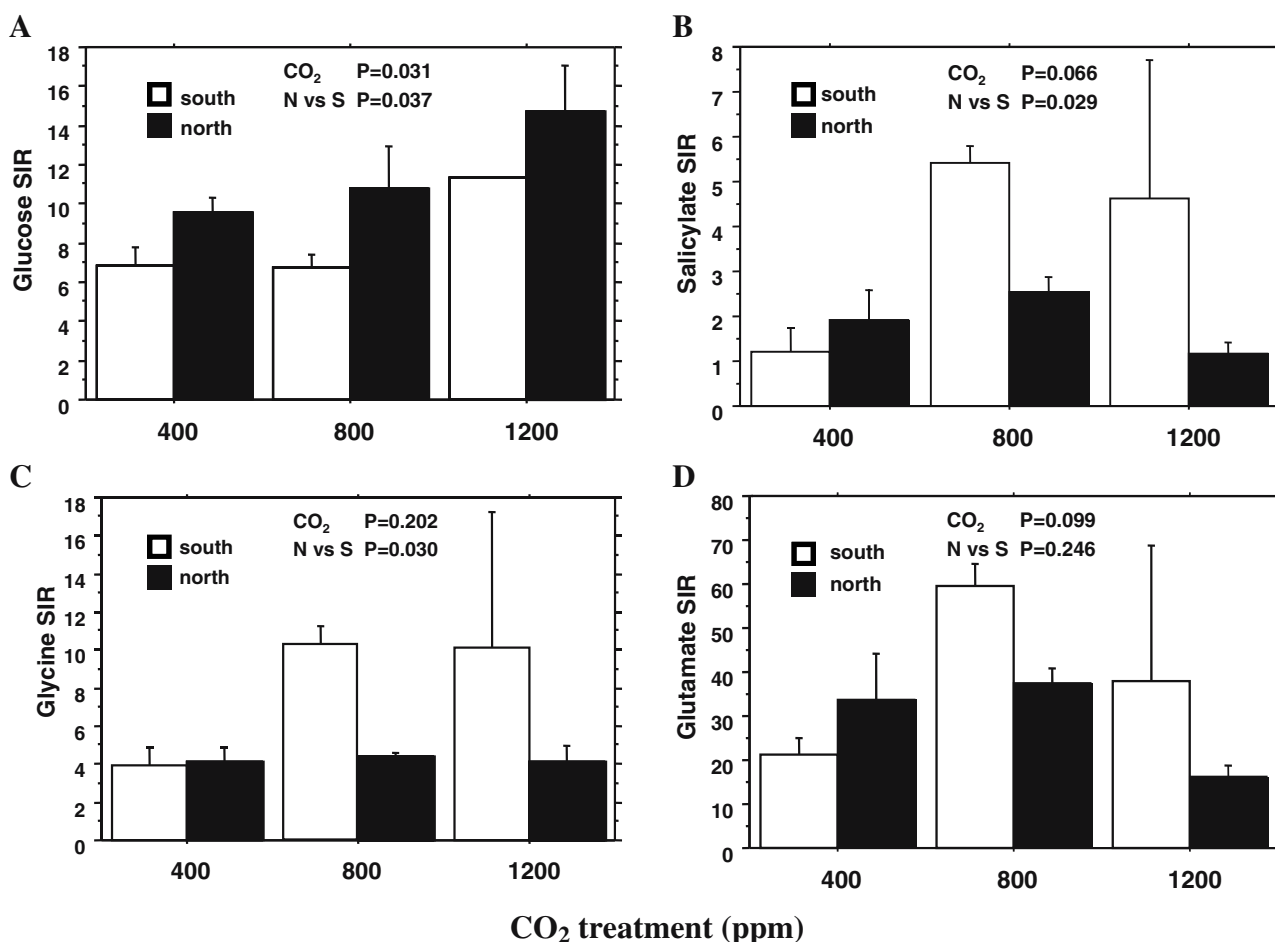 A
Glucose SIR
18
16
14
12
10
8
6
4
2
0
south
north
CO₂ P=0.031
N vs S P=0.037
400 800 1200
B
Salicylate SIR
8
7
6
5
4
3
2
1
0
south
north
CO₂ P=0.066
N vs S P=0.029
400 800 1200
C
Glycine SIR
18
16
14
12
10
8
6
4
2
0
south
north
CO₂ P=0.202
N vs S P=0.030
400 800 1200
D
Glutamate SIR
80
70
60
50
40
30
20
10
0
south
north
CO₂ P=0.099
N vs S P=0.246
400 800 1200
CO₂ treatment (ppm)